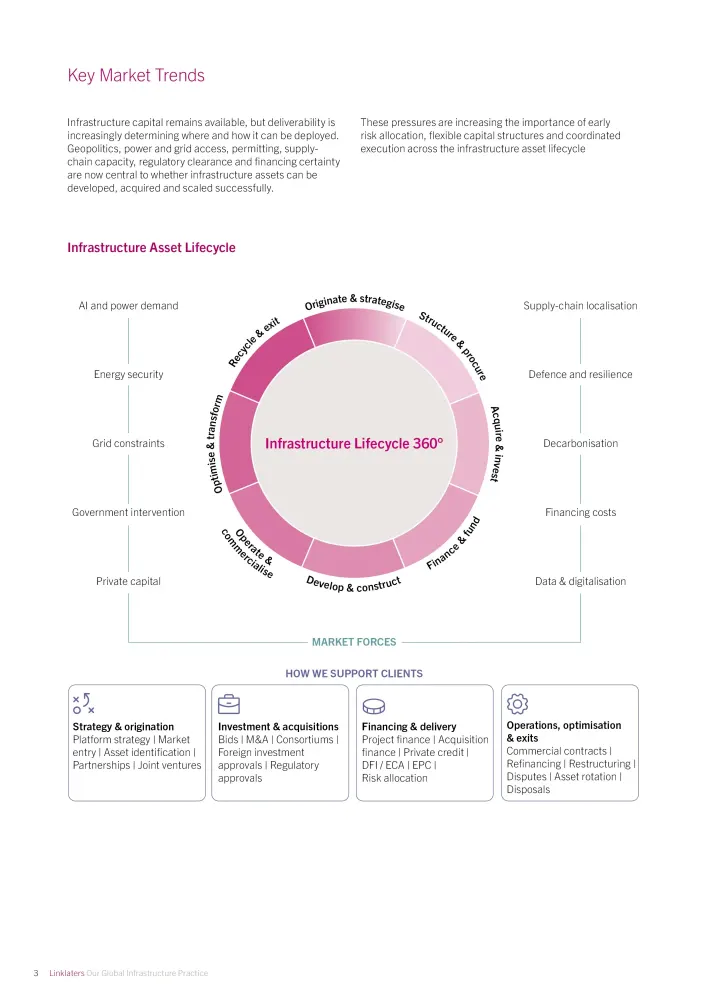 Key Market Trends
Infrastructure capital remains available, but deliverability is
increasingly determining where and how it can be deployed.
Geopolitics, power and grid access, permitting, supply-
chain capacity, regulatory clearance and financing certainty
are now central to whether infrastructure assets can be
developed, acquired and scaled successfully.
These pressures are increasing the importance of early
risk allocation, flexible capital structures and coordinated
execution across the infrastructure asset lifecycle
Infrastructure Asset Lifecycle
AI and power demand
Energy security
Grid constraints
Government intervention
Private capital
Originate & strategise
Structure & procure
Acquire & invest
Finance & fund
Develop & construct
Operate &
commercialise
Optimise & transform
Recycle & exit
Infrastructure Lifecycle 360º
Supply-chain localisation
Defence and resilience
Decarbonisation
Financing costs
Data & digitalisation
MARKET FORCES
HOW WE SUPPORT CLIENTS
Strategy & origination
Platform strategy | Market
entry | Asset identification |
Partnerships | Joint ventures
Investment & acquisitions
Bids | M&A | Consortiums |
Foreign investment
approvals | Regulatory
approvals
Financing & delivery
Project finance | Acquisition
finance | Private credit |
DFI / ECA | EPC |
Risk allocation
Operations, optimisation
& exits
Commercial contracts |
Refinancing | Restructuring |
Disputes | Asset rotation |
Disposals
3 Linklaters Our Global Infrastructure Practice